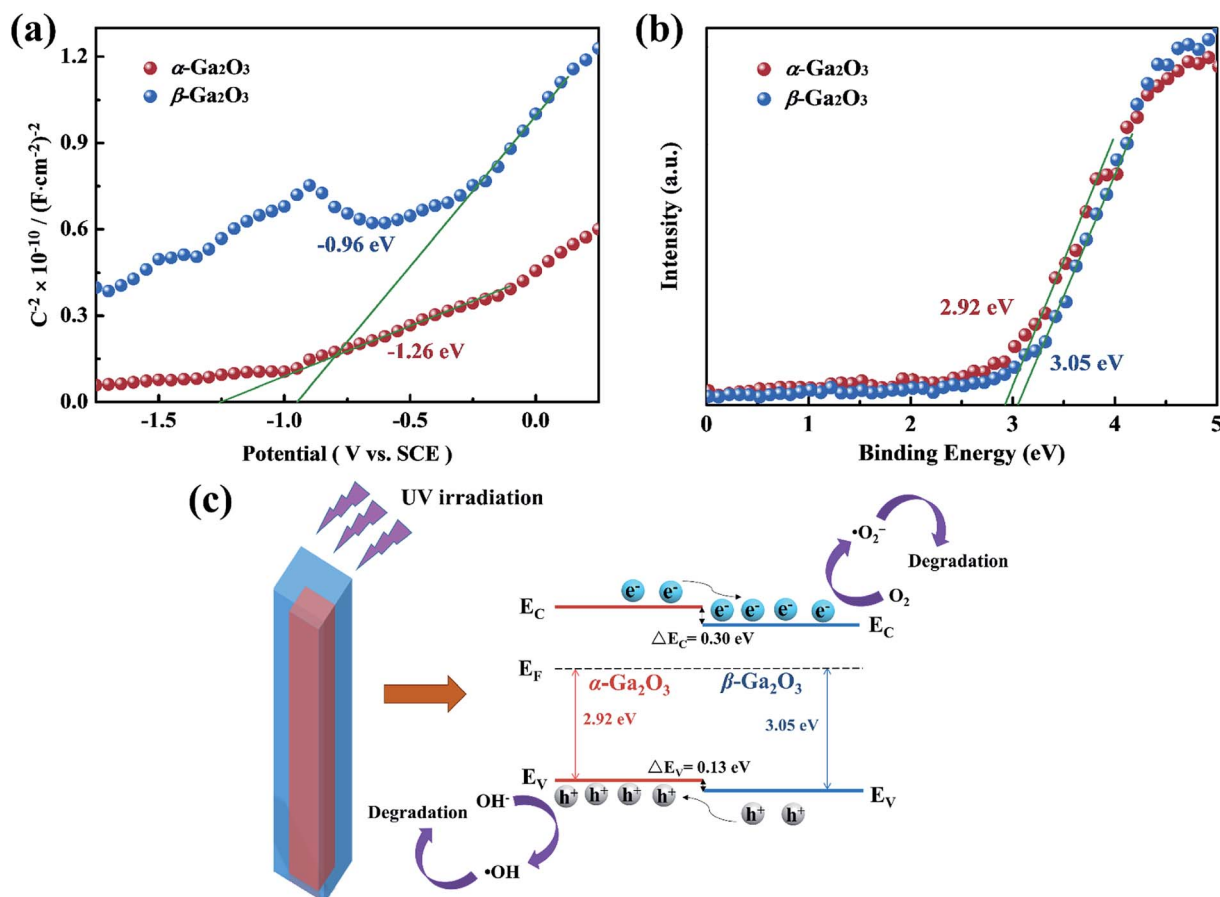 (a)
α-Ga₂O₃
β-Ga₂O₃
C⁻² × 10⁻¹⁰ / (F·cm⁻²)⁻²
1.2
0.9
0.6
0.3
0.0
-0.96 eV
-1.26 eV
-1.5
-1.0
-0.5
0.0
Potential ( V vs. SCE )
(b)
α-Ga₂O₃
β-Ga₂O₃
Intensity (a.u.)
2.92 eV
3.05 eV
0
1
2
3
4
5
Binding Energy (eV)
(c)
UV irradiation
•O₂⁻
Degradation
O₂
e⁻ e⁻
e⁻ e⁻ e⁻ e⁻
E_C
E_C
△E_C= 0.30 eV
E_F
α-Ga₂O₃
β-Ga₂O₃
2.92 eV
3.05 eV
△E_V= 0.13 eV
E_V
E_V
h⁺ h⁺ h⁺ h⁺
h⁺ h⁺
OH⁻
Degradation
•OH